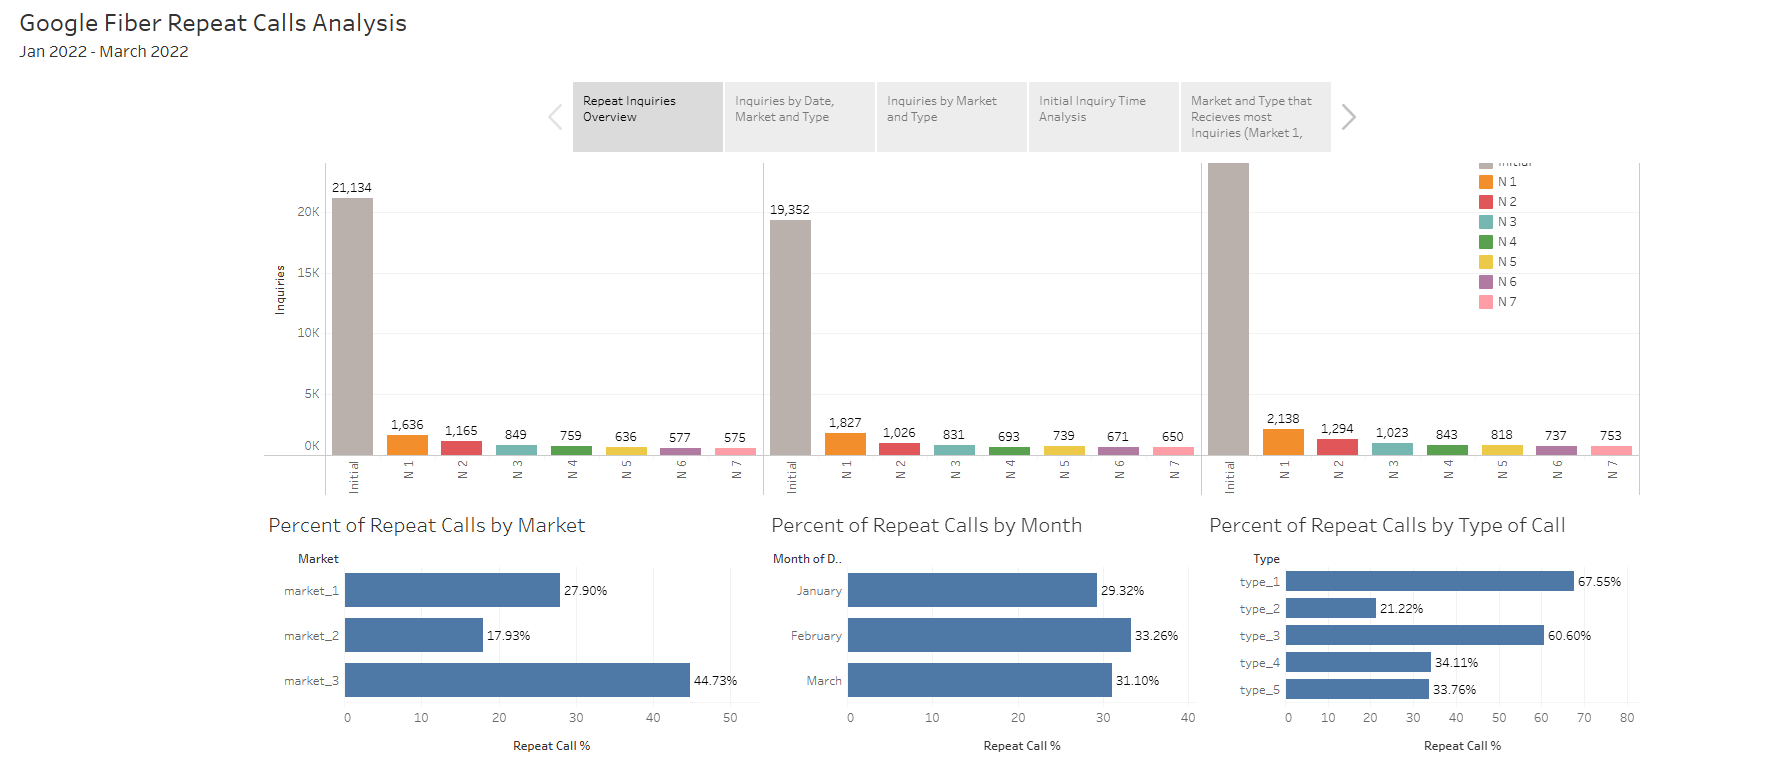 Google Fiber Repeat Calls Analysis
Jan 2022 - March 2022
Repeat Inquiries
Overview
Inquiries by Date,
Market and Type
Inquiries by Market
and Type
Initial Inquiry Time
Analysis
Market and Type that
Recieves most
Inquiries (Market 1,
Initial
N 1
N 2
N 3
N 4
N 5
N 6
N 7
Inquiries
20K
15K
10K
5K
0K
21,134
1,636
1,165
849
759
636
577
575
Initial
N 1
N 2
N 3
N 4
N 5
N 6
N 7
19,352
1,827
1,026
831
693
739
671
650
Initial
N 1
N 2
N 3
N 4
N 5
N 6
N 7
2,138
1,294
1,023
843
818
737
753
Initial
N 1
N 2
N 3
N 4
N 5
N 6
N 7
Percent of Repeat Calls by Market
Market
market_1 27.90%
market_2 17.93%
market_3 44.73%
0 10 20 30 40 50
Repeat Call %
Percent of Repeat Calls by Month
Month of D..
January 29.32%
February 33.26%
March 31.10%
0 10 20 30 40
Repeat Call %
Percent of Repeat Calls by Type of Call
Type
type_1 67.55%
type_2 21.22%
type_3 60.60%
type_4 34.11%
type_5 33.76%
0 10 20 30 40 50 60 70 80
Repeat Call %